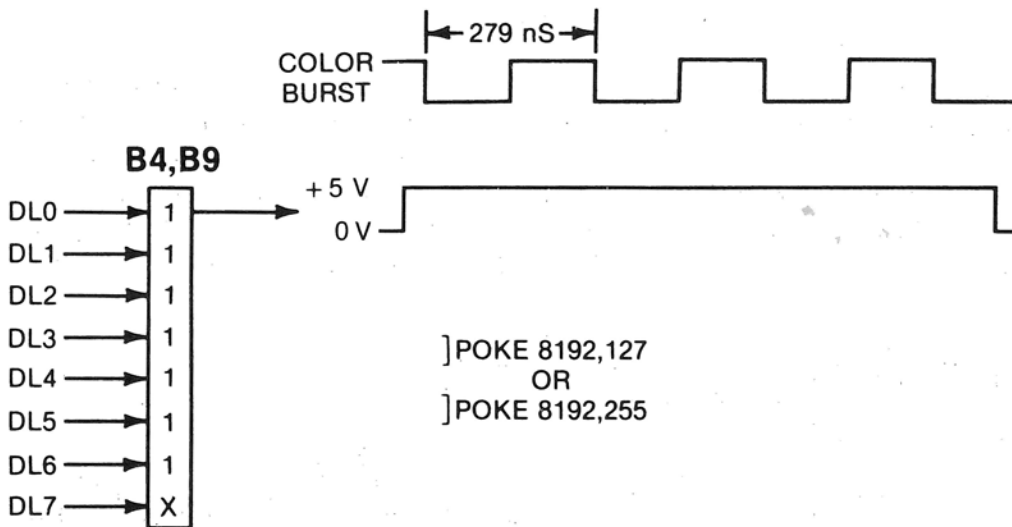 279 nS
COLOR
BURST
B4,B9
+5 V
0 V
DL0 1
DL1 1
DL2 1
DL3 1
DL4 1
DL5 1
DL6 1
DL7 X
]POKE 8192,127
OR
]POKE 8192,255